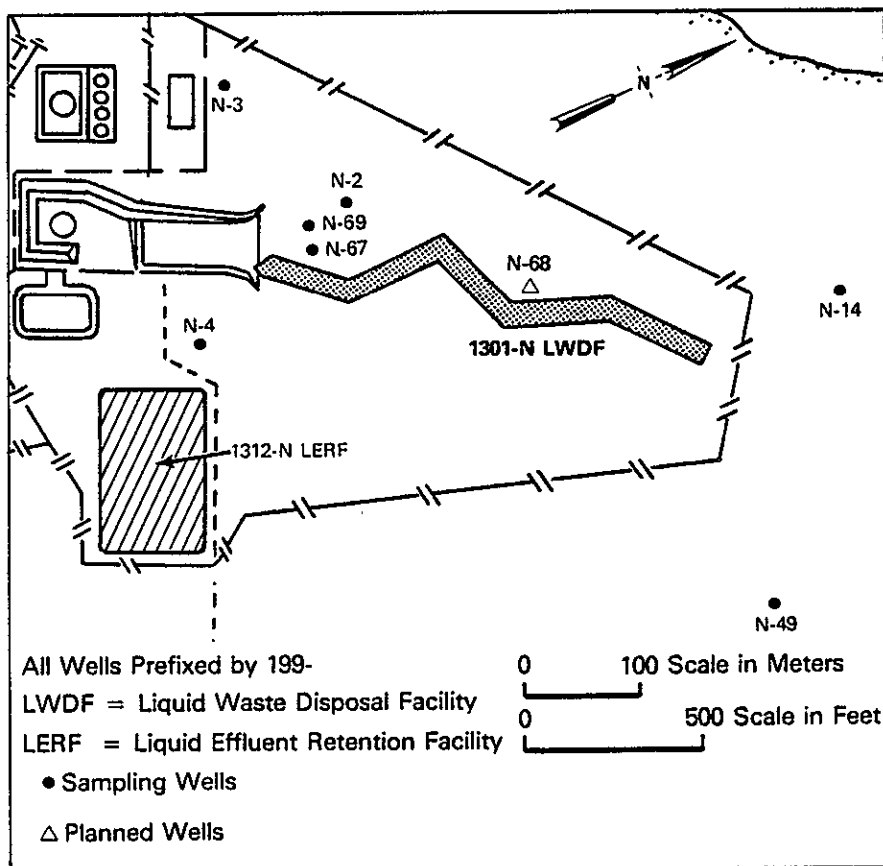 N
N-3
N-2
N-69
N-67
N-68
N-14
1301-N LWDF
N-4
1312-N LERF
N-49
All Wells Prefixed by 199-
0 100 Scale in Meters
LWDF = Liquid Waste Disposal Facility
0 500 Scale in Feet
LERF = Liquid Effluent Retention Facility
Sampling Wells
Planned Wells